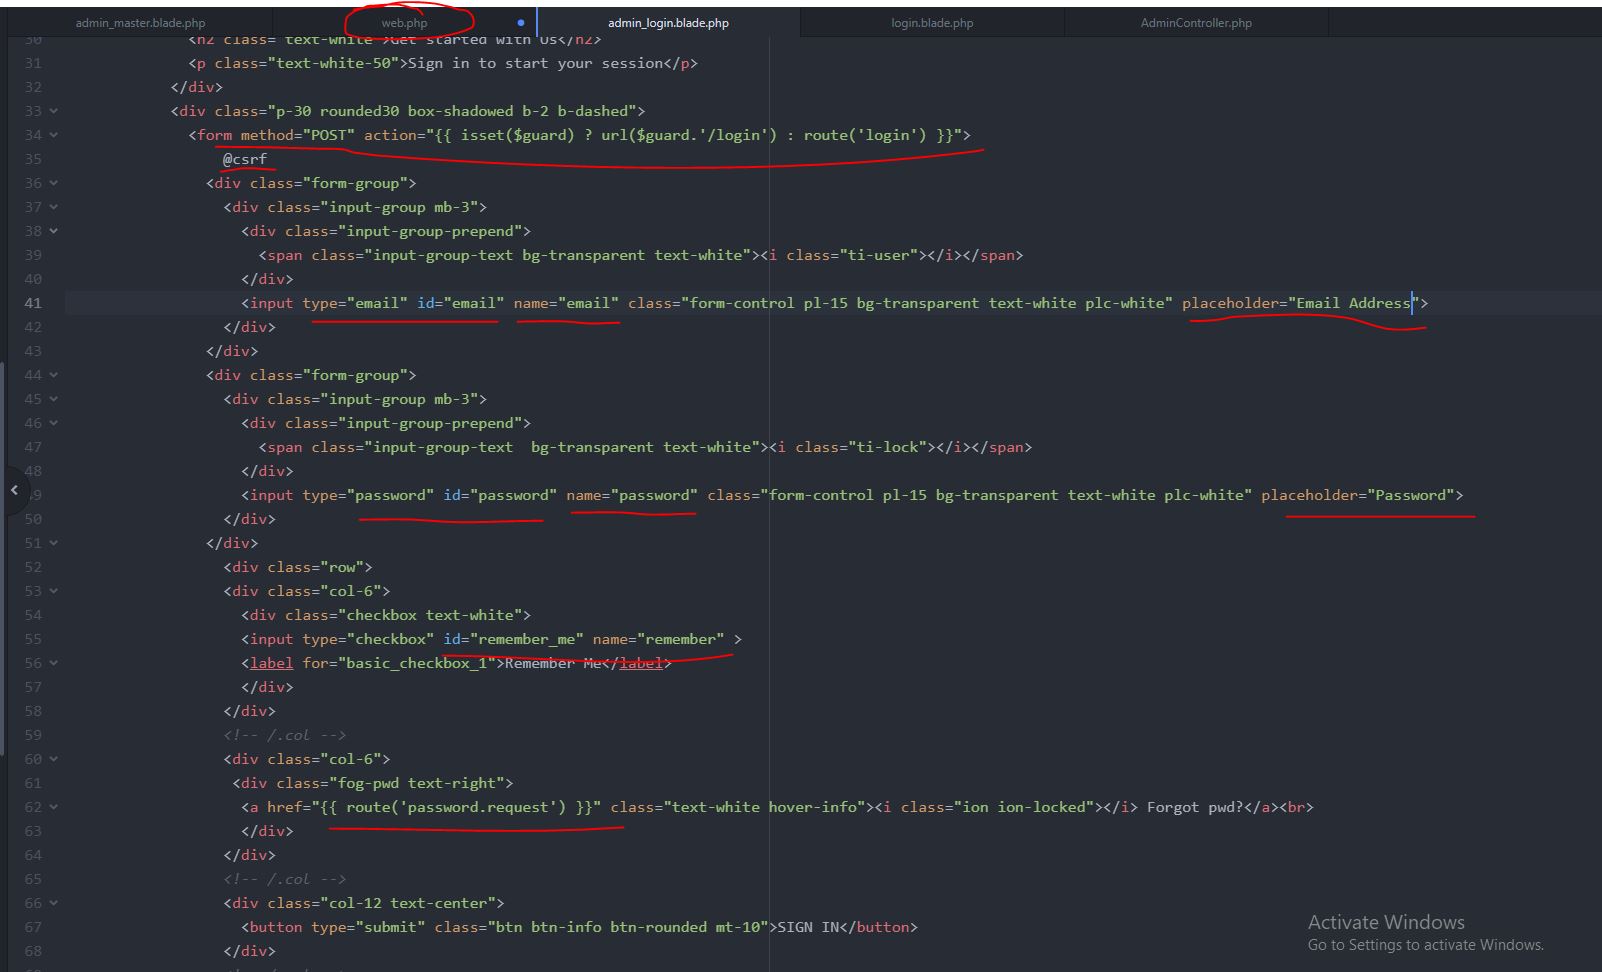 admin_master.blade.php web.php admin_login.blade.php login.blade.php AdminController.php
30 <h2 class="text-white">Get started with Us</h2>
31 <p class="text-white-50">Sign in to start your session</p>
32 </div>
33 <div class="p-30 rounded30 box-shadowed b-2 b-dashed">
34 <form method="POST" action="{{ isset($guard) ? url($guard.'/login') : route('login') }}">
35 @csrf
36 <div class="form-group">
37 <div class="input-group mb-3">
38 <div class="input-group-prepend">
39 <span class="input-group-text bg-transparent text-white"><i class="ti-user"></i></span>
40 </div>
41 <input type="email" id="email" name="email" class="form-control pl-15 bg-transparent text-white plc-white" placeholder="Email Address">
42 </div>
43 </div>
44 <div class="form-group">
45 <div class="input-group mb-3">
46 <div class="input-group-prepend">
47 <span class="input-group-text  bg-transparent text-white"><i class="ti-lock"></i></span>
48 </div>
49 <input type="password" id="password" name="password" class="form-control pl-15 bg-transparent text-white plc-white" placeholder="Password">
50 </div>
51 </div>
52 <div class="row">
53 <div class="col-6">
54 <div class="checkbox text-white">
55 <input type="checkbox" id="remember_me" name="remember" >
56 <label for="basic_checkbox_1">Remember Me</label>
57 </div>
58 </div>
59 <!-- /.col -->
60 <div class="col-6">
61 <div class="fog-pwd text-right">
62 <a href="{{ route('password.request') }}" class="text-white hover-info"><i class="ion ion-locked"></i> Forgot pwd?</a><br>
63 </div>
64 </div>
65 <!-- /.col -->
66 <div class="col-12 text-center">
67 <button type="submit" class="btn btn-info btn-rounded mt-10">SIGN IN</button>
68 </div>
Activate Windows
Go to Settings to activate Windows.